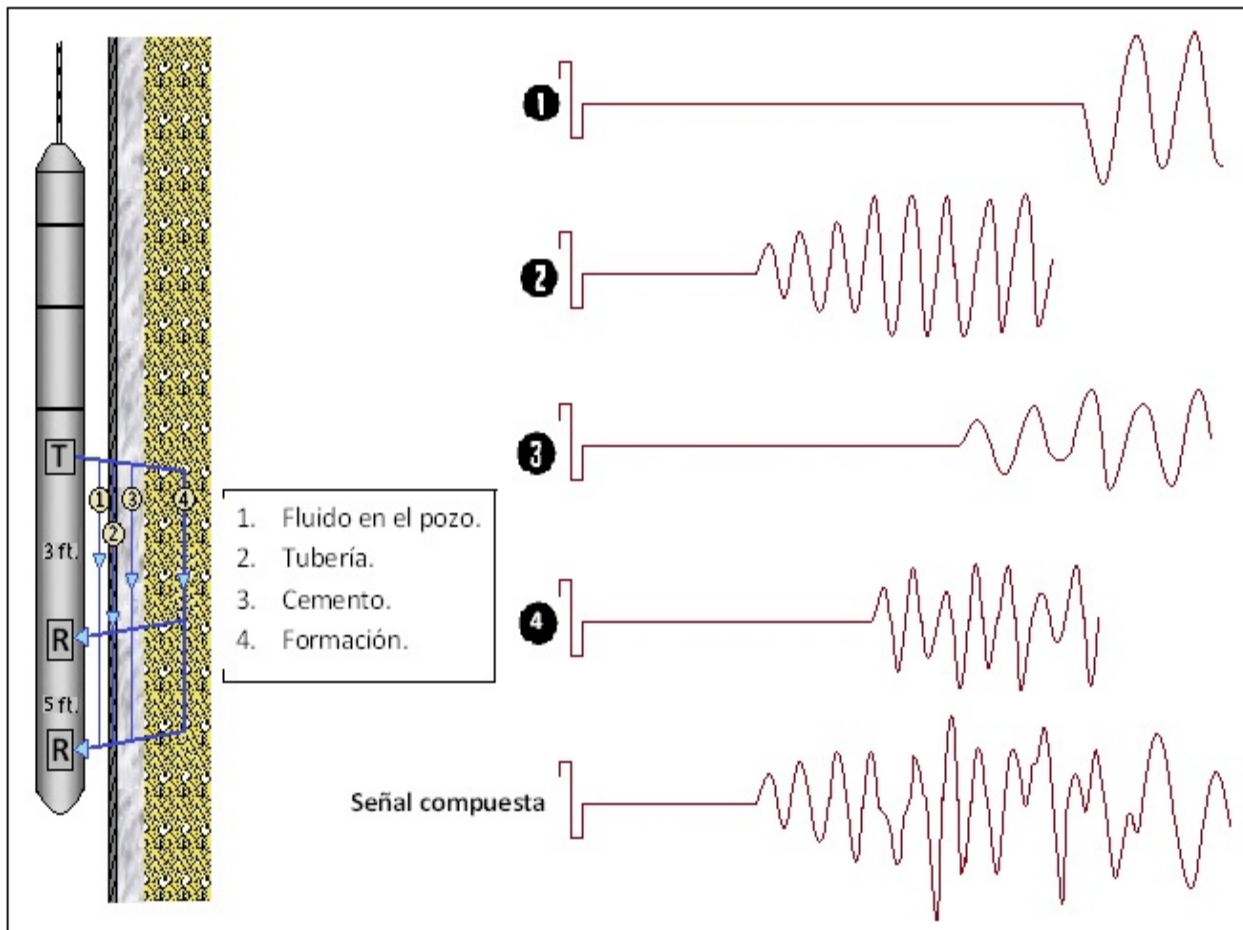 T
1
3
4
2
3 ft.
R
5 ft.
R
1. Fluido en el pozo.
2. Tubería.
3. Cemento.
4. Formación.
1
2
3
4
Señal compuesta